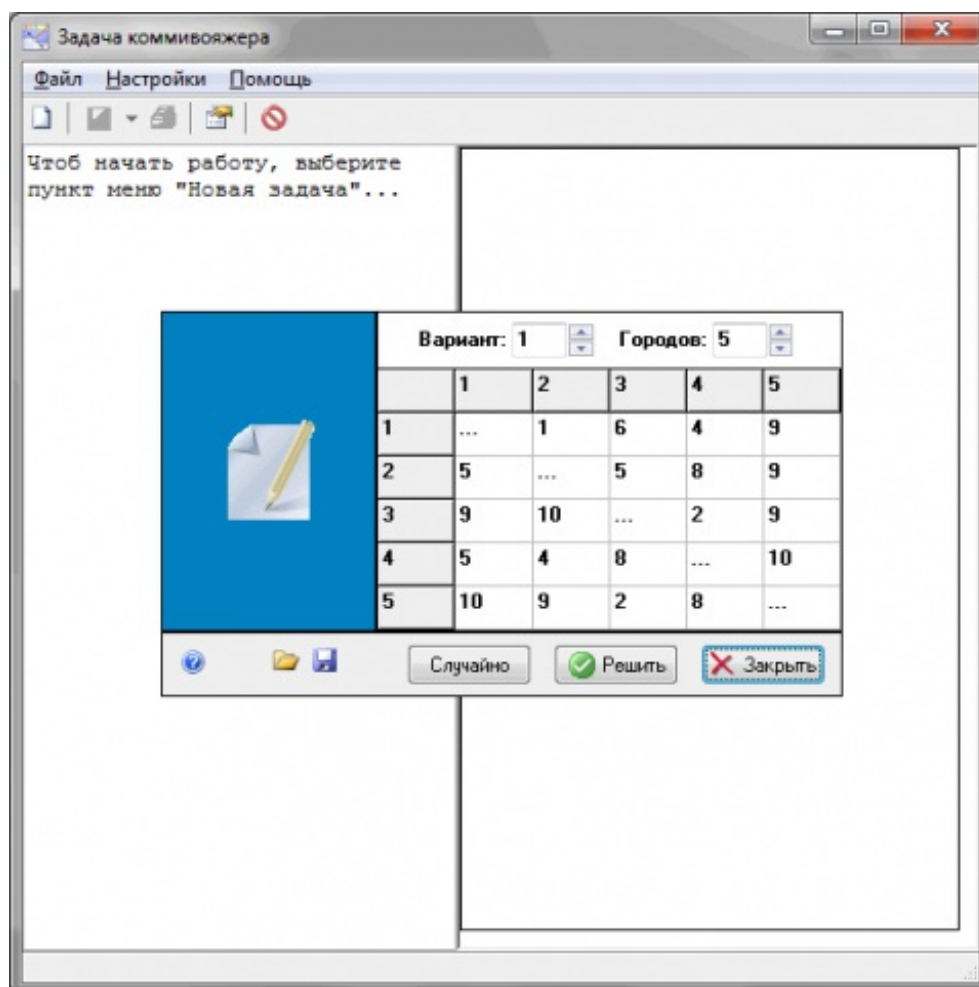 Задача коммивояжера
Файл Настройки Помощь
Чтоб начать работу, выберите
пункт меню "Новая задача"...
Вариант: 1 Городов: 5
1 2 3 4 5
1 ... 1 6 4 9
2 5 ... 5 8 9
3 9 10 ... 2 9
4 5 4 8 ... 10
5 10 9 2 8 ...
Случайно Решить Закрыть